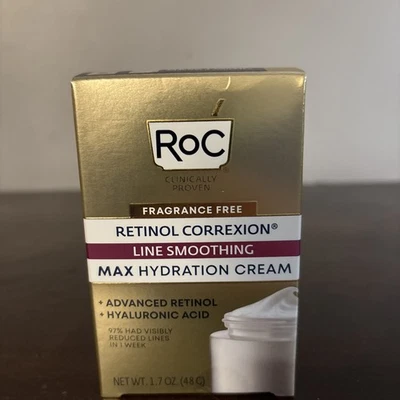 RoC
CLINICALLY
PROVEN
FRAGRANCE FREE
RETINOL CORREXION®
LINE SMOOTHING
MAX HYDRATION CREAM
+ ADVANCED RETINOL
+ HYALURONIC ACID
97% HAD VISIBLY
REDUCED LINES
IN 1 WEEK
NET WT. 1.7 OZ. (48 G)